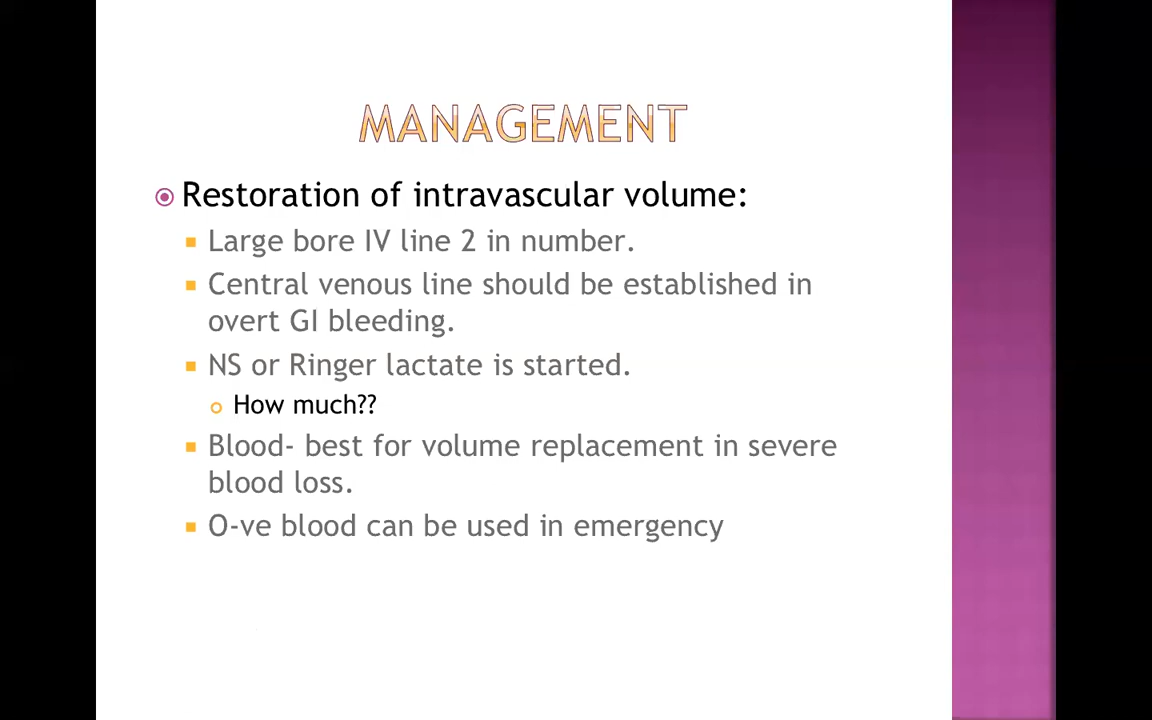 MANAGEMENT
Restoration of intravascular volume:
Large bore IV line 2 in number.
Central venous line should be established in
overt GI bleeding.
NS or Ringer lactate is started.
How much??
Blood- best for volume replacement in severe
blood loss.
O-ve blood can be used in emergency